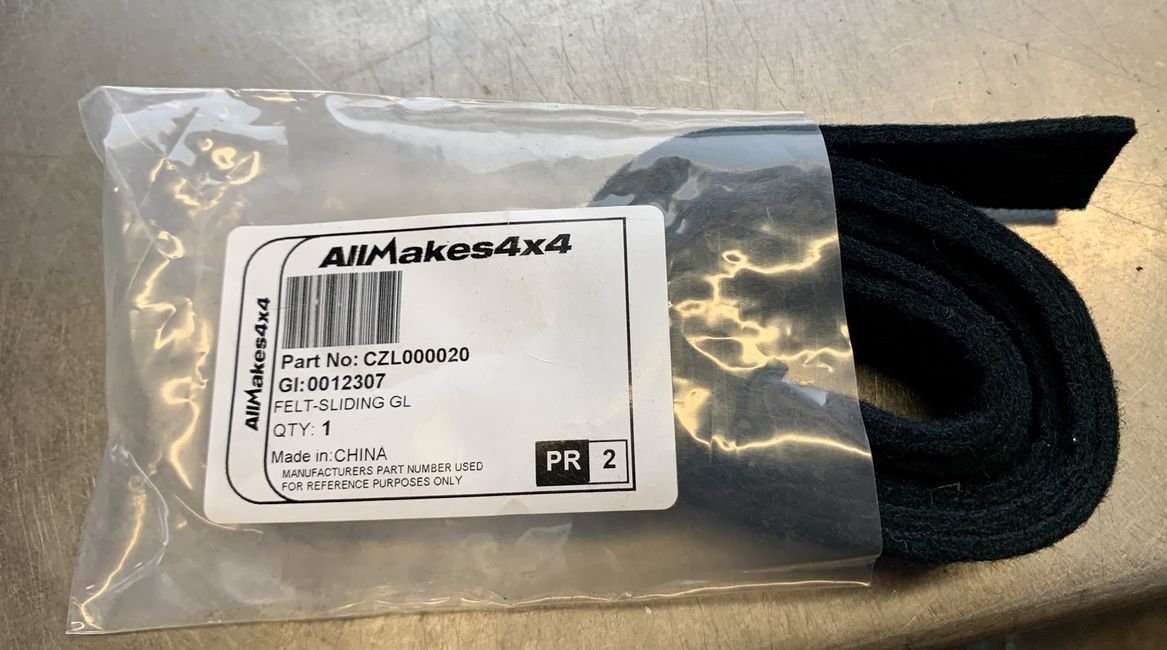 AllMakes4x4
AllMakes4x4
Part No: CZL000020
GI:0012307
FELT-SLIDING GL
QTY: 1
Made in:CHINA
MANUFACTURERS PART NUMBER USED
FOR REFERENCE PURPOSES ONLY
PR 2